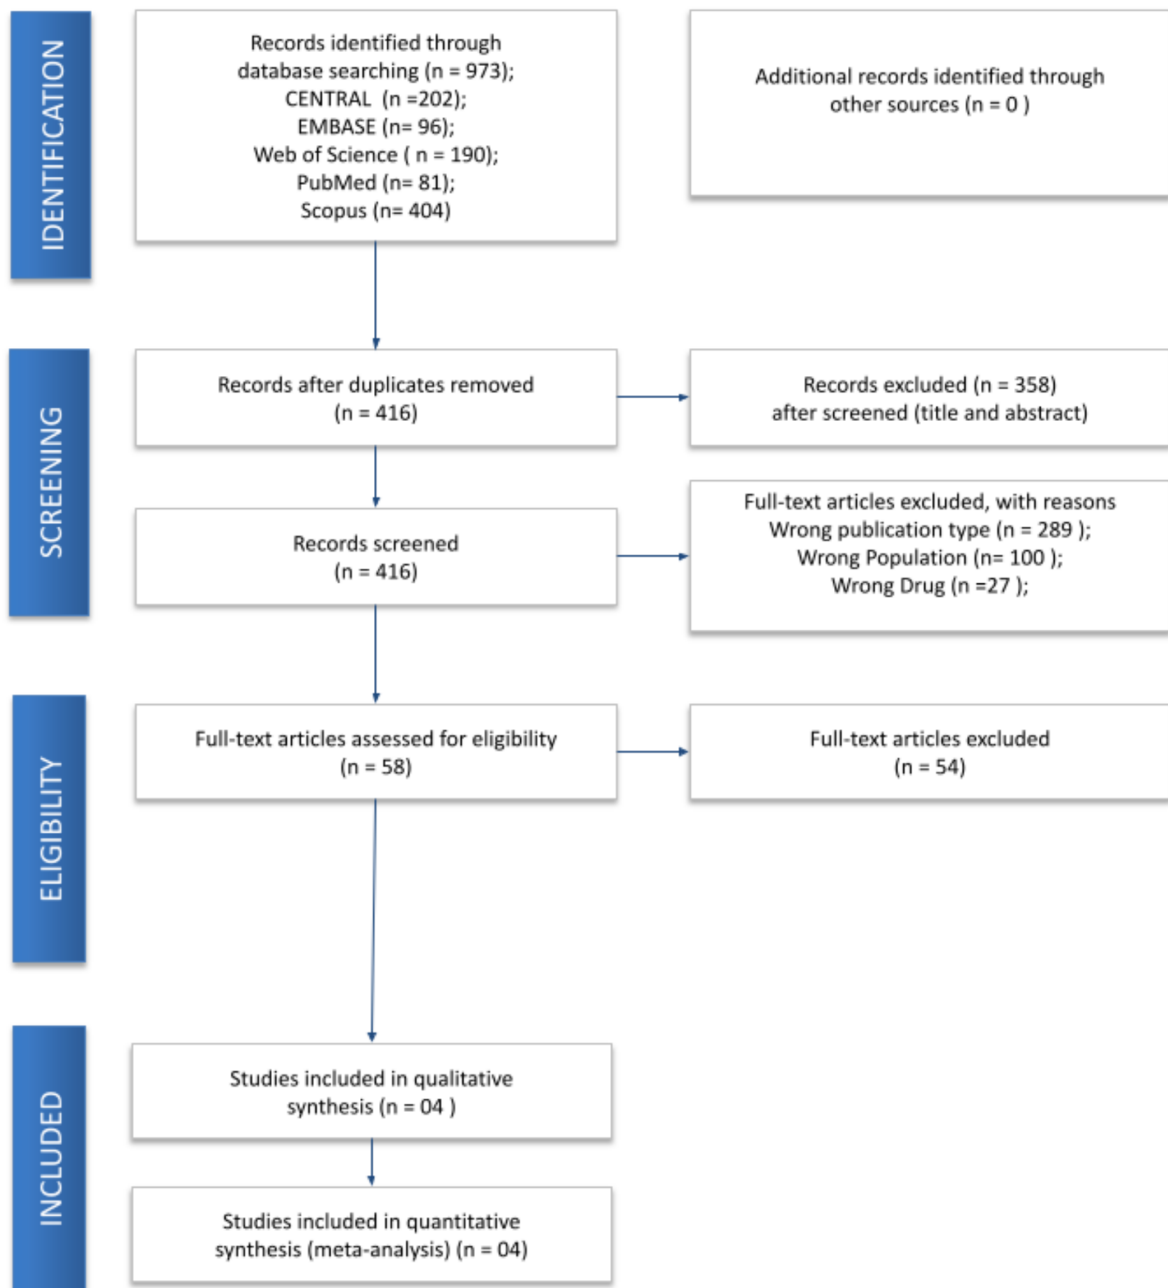 IDENTIFICATION
Records identified through
database searching (n = 973);
CENTRAL (n =202);
EMBASE (n= 96);
Web of Science ( n = 190);
PubMed (n= 81);
Scopus (n= 404)
Additional records identified through
other sources (n = 0 )
SCREENING
Records after duplicates removed
(n = 416)
Records excluded (n = 358)
after screened (title and abstract)
Records screened
(n = 416)
Full-text articles excluded, with reasons
Wrong publication type (n = 289 );
Wrong Population (n= 100 );
Wrong Drug (n =27 );
ELIGIBILITY
Full-text articles assessed for eligibility
(n = 58)
Full-text articles excluded
(n = 54)
INCLUDED
Studies included in qualitative
synthesis (n = 04 )
Studies included in quantitative
synthesis (meta-analysis) (n = 04)